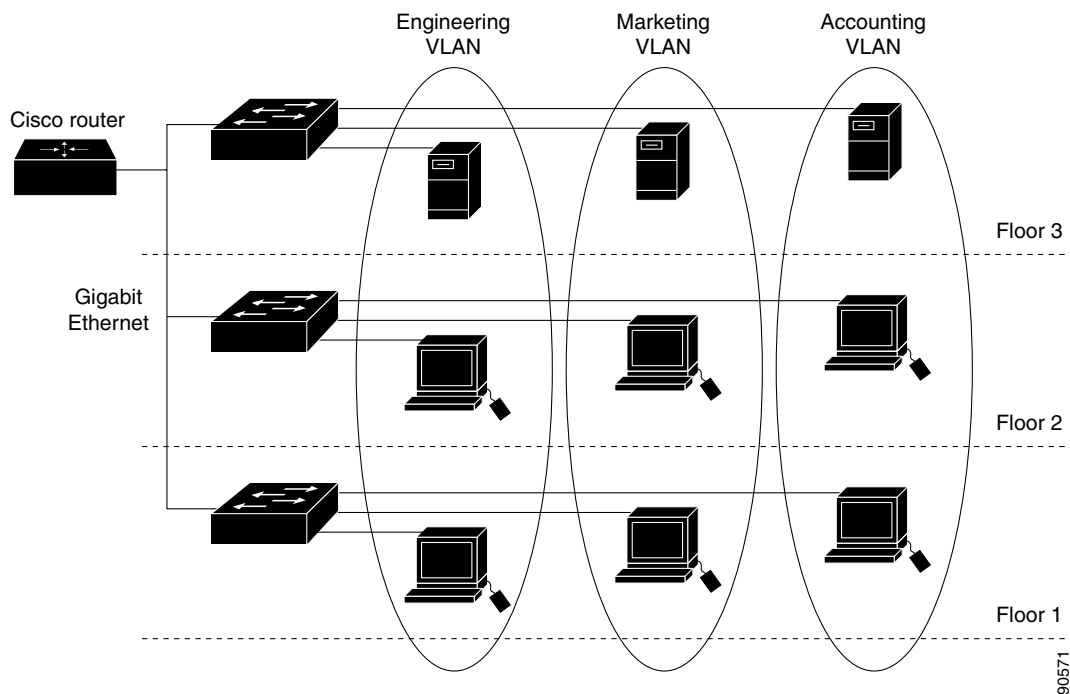 Engineering
VLAN
Marketing
VLAN
Accounting
VLAN
Cisco router
Floor 3
Gigabit
Ethernet
Floor 2
Floor 1
90571